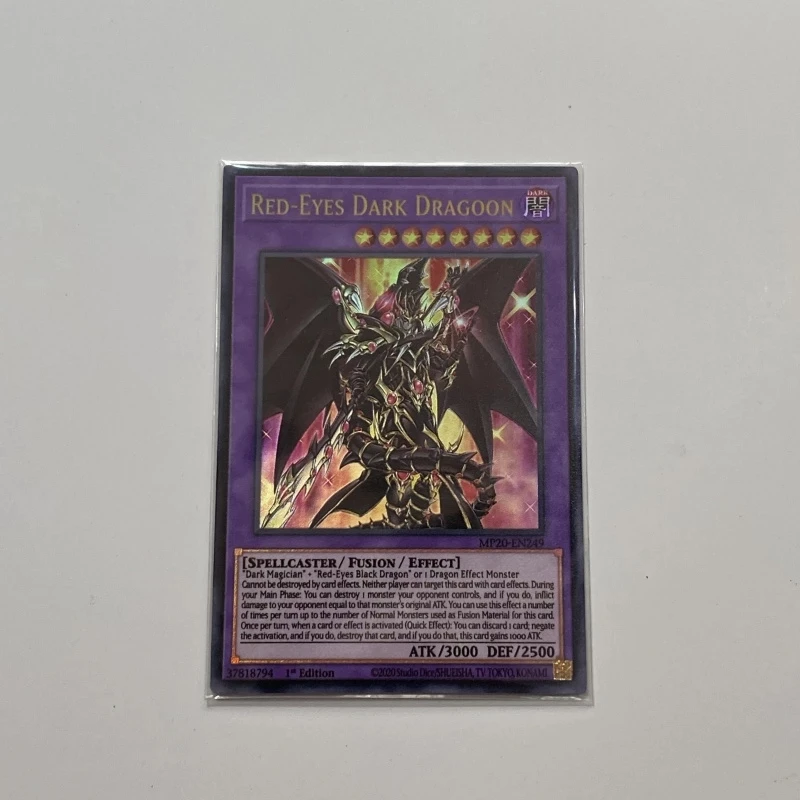 RED-EYES DARK DRAGOON
DARK
闇
MP20-EN249
[SPELLCASTER / FUSION / EFFECT]
"Dark Magician" + "Red-Eyes Black Dragon" or 1 Dragon Effect Monster
Cannot be destroyed by card effects. Neither player can target this card with card effects. During
your Main Phase: You can destroy 1 monster your opponent controls, and if you do, inflict
damage to your opponent equal to that monster's original ATK. You can use this effect a number
of times per turn up to the number of Normal Monsters used as Fusion Material for this card.
Once per turn, when a card or effect is activated (Quick Effect): You can discard 1 card; negate
the activation, and if you do, destroy that card, and if you do that, this card gains 1000 ATK.
ATK/3000 DEF/2500
37818794 1st Edition ©2020 Studio Dice/SHUEISHA, TV TOKYO, KONAMI